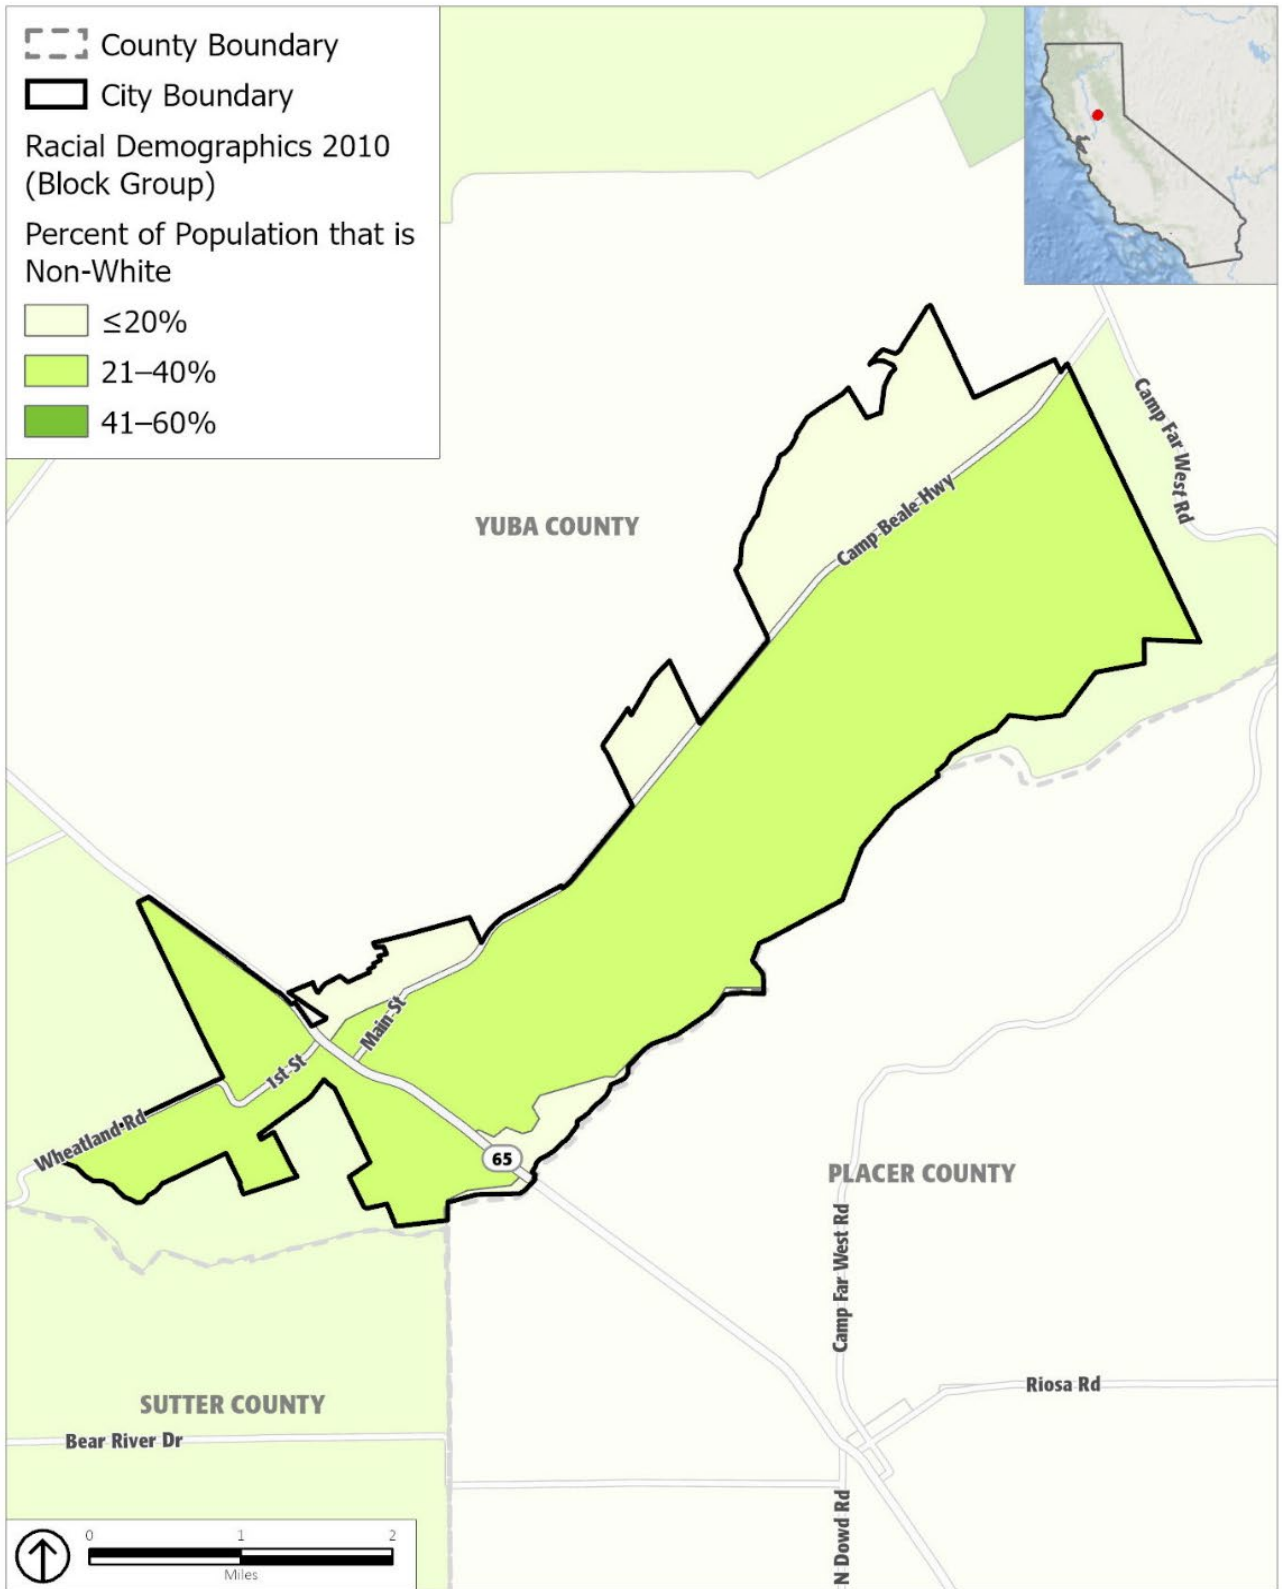 County Boundary
City Boundary
Racial Demographics 2010
(Block Group)
Percent of Population that is
Non-White
≤20%
21–40%
41–60%
Camp Far West Rd
YUBA COUNTY
Camp Beale Hwy
Main St
1st St
Wheatland Rd
65
PLACER COUNTY
Camp Far West Rd
SUTTER COUNTY
Riosa Rd
Bear River Dr
N Dowd Rd
0 1 2
Miles